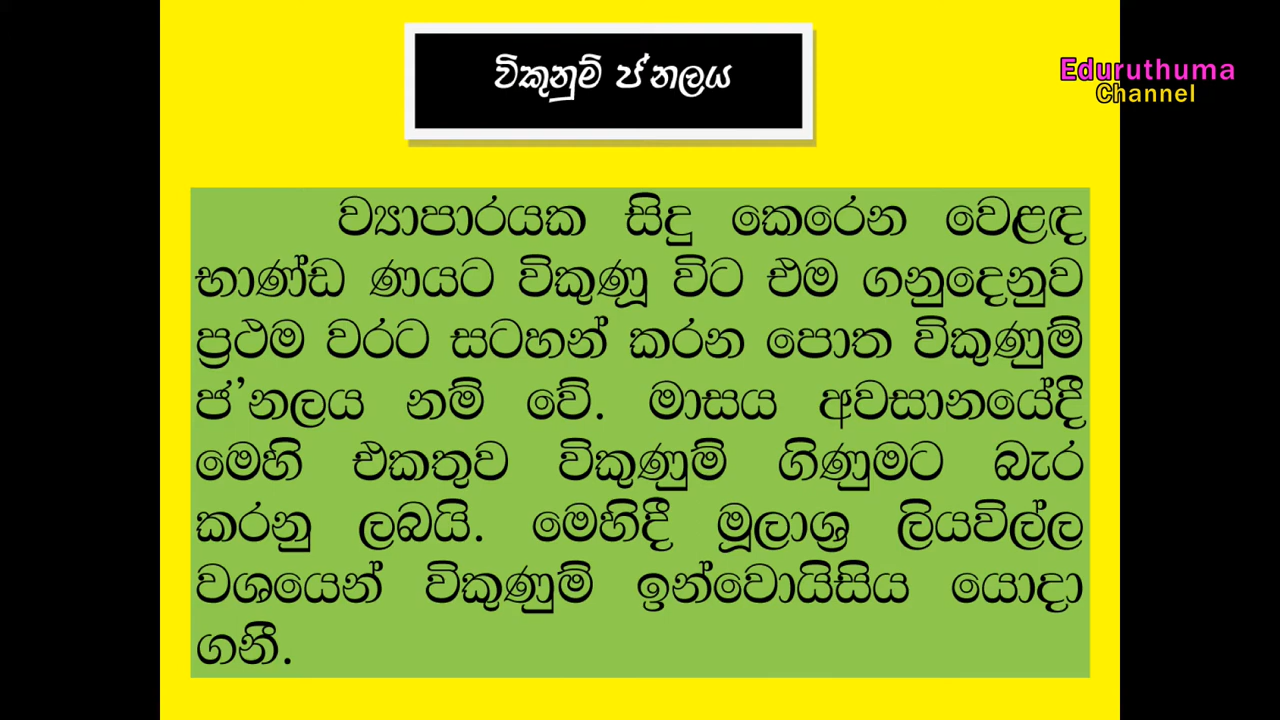 විකුනුම් ජ්'නලය
Eduruthuma
Channel
ව්‍යාපාරයක සිදු කෙරෙන වෙළඳ
භාණ්ඩ ණයට විකුණූ විට එම ගනුදෙනුව
ප්‍රථම වරට සටහන් කරන පොත විකුණුම්
ජ'නලය නම් වේ. මාසය අවසානයේදී
මෙහි එකතුව විකුණුම් ගිණුමට බැර
කරනු ලබයි. මෙහිදී මූලාශ්‍ර ලියවිල්ල
වශයෙන් විකුණුම් ඉන්වොයිසිය යොදා
ගනී.